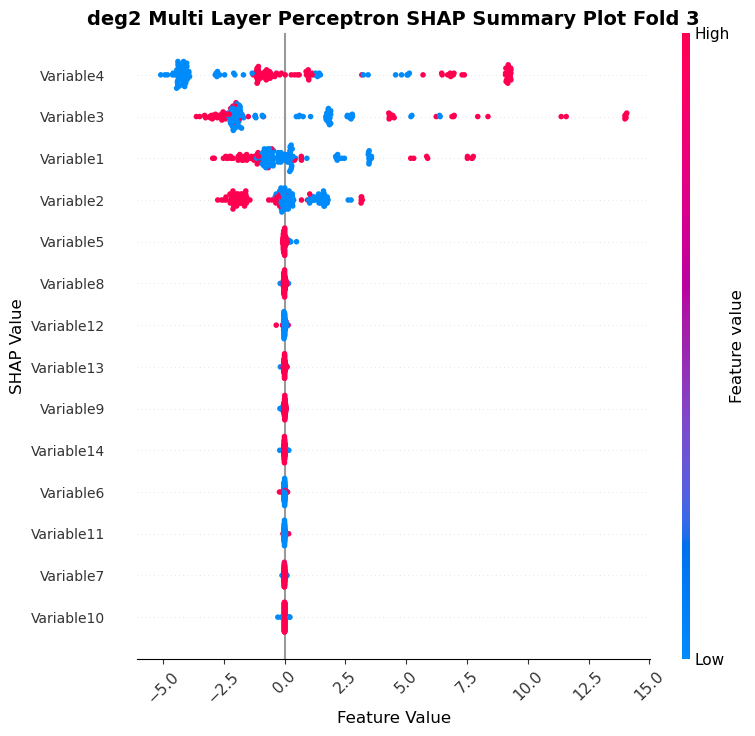 deg2 Multi Layer Perceptron SHAP Summary Plot Fold 3
High
Variable4
Variable3
Variable1
Variable2
Variable5
Variable8
Variable12
Variable13
Variable9
Variable14
Variable6
Variable11
Variable7
Variable10
SHAP Value
Feature value
Low
−5.0 −2.5 0.0 2.5 5.0 7.5 10.0 12.5 15.0
Feature Value